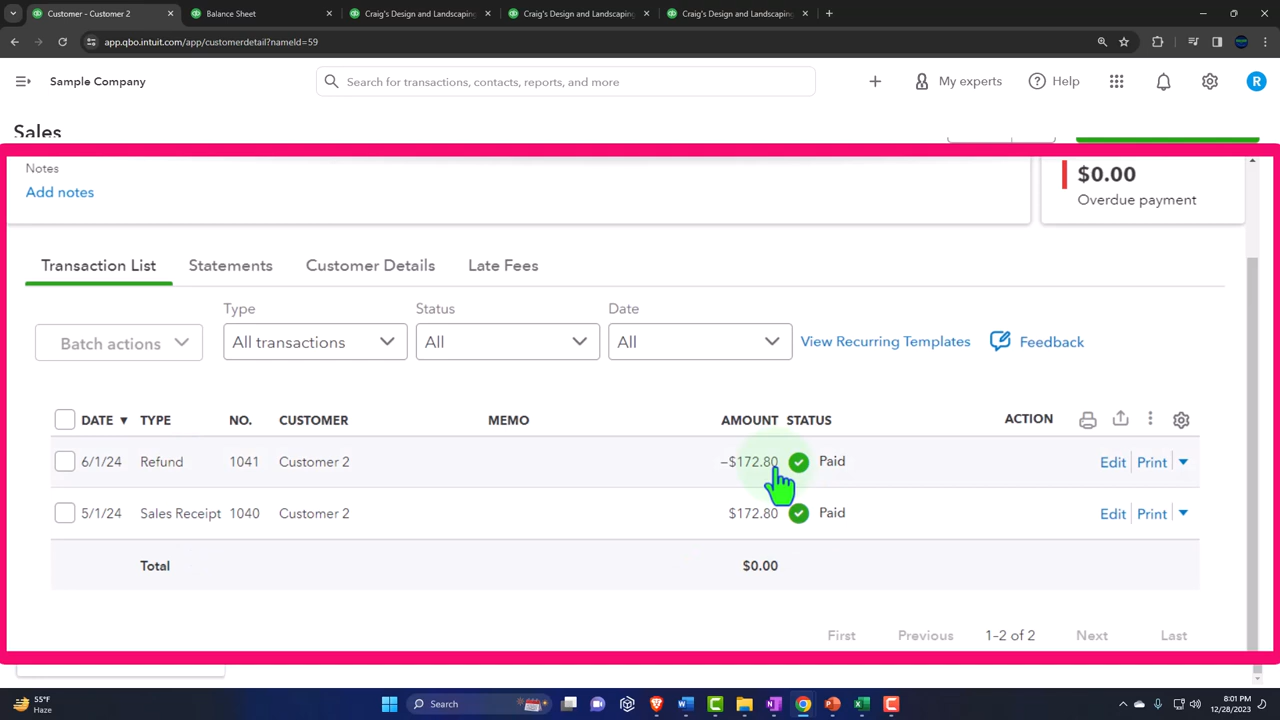 Customer - Customer 2
Balance Sheet
Craig's Design and Landscaping
Craig's Design and Landscaping
Craig's Design and Landscaping
app.qbo.intuit.com/app/customerdetail?nameId=59
Sample Company
Search for transactions, contacts, reports, and more
My experts
Help
R
Sales
Notes
Add notes
$0.00
Overdue payment
Transaction List Statements Customer Details Late Fees
Type Status Date
Batch actions All transactions All All View Recurring Templates Feedback
DATE TYPE NO. CUSTOMER MEMO AMOUNT STATUS ACTION
6/1/24 Refund 1041 Customer 2 −$172.80 Paid Edit Print
5/1/24 Sales Receipt 1040 Customer 2 $172.80 Paid Edit Print
Total $0.00
First Previous 1–2 of 2 Next Last
55°F
Haze
Search
8:01 PM
12/28/2023